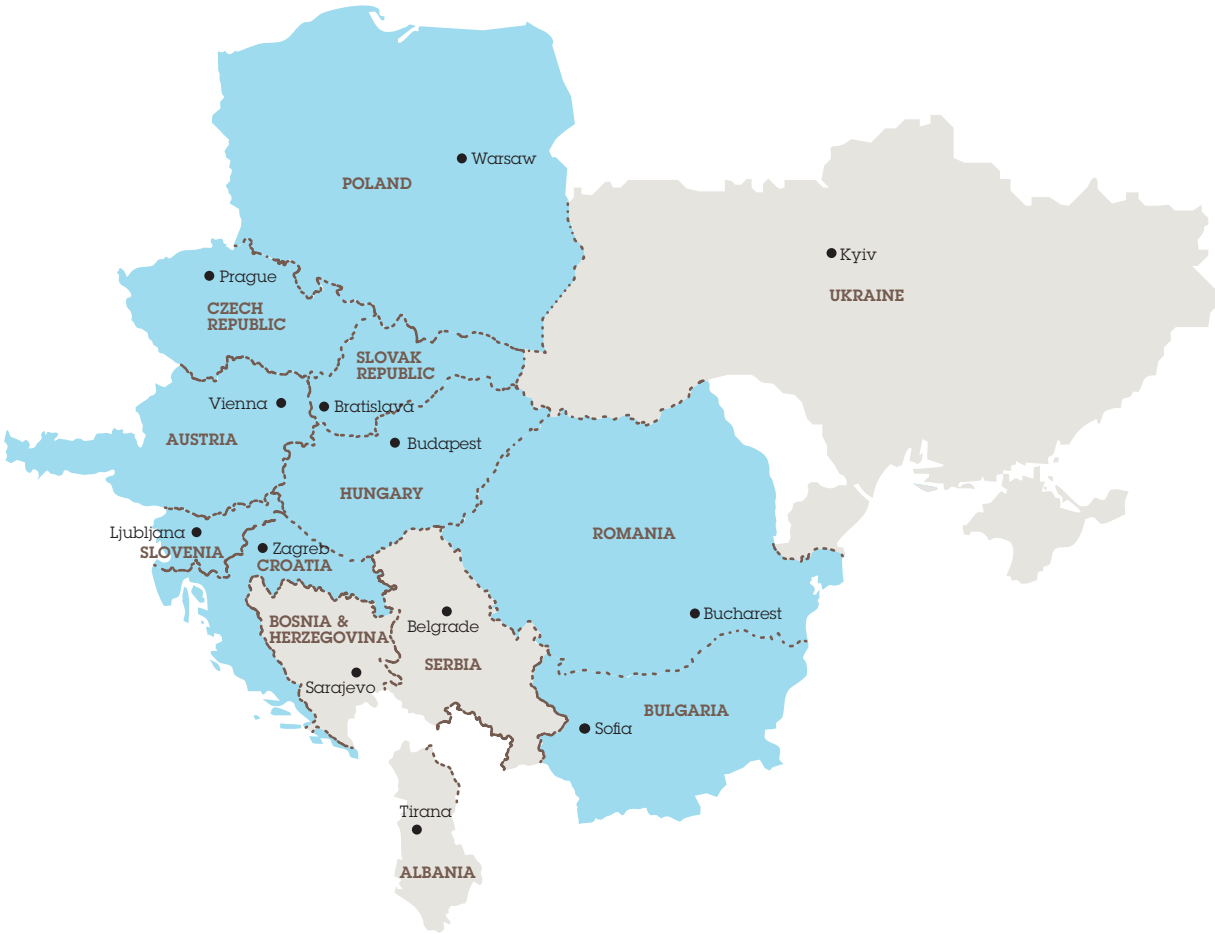 Warsaw
POLAND
Kyiv
UKRAINE
Prague
CZECH
REPUBLIC
SLOVAK
REPUBLIC
Vienna
Bratislava
AUSTRIA
Budapest
HUNGARY
Ljubljana
SLOVENIA
Zagreb
CROATIA
ROMANIA
Bucharest
BOSNIA &
HERZEGOVINA
Sarajevo
Belgrade
SERBIA
BULGARIA
Sofia
Tirana
ALBANIA